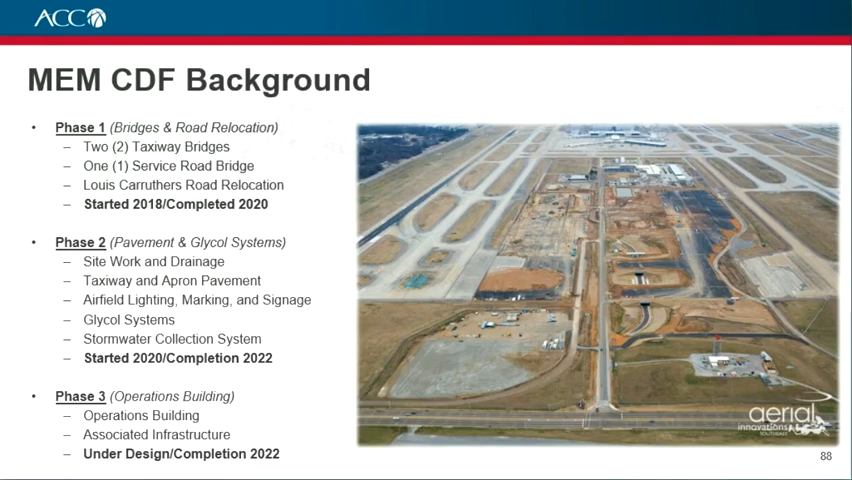 ACC
MEM CDF Background
• Phase 1 (Bridges & Road Relocation)
– Two (2) Taxiway Bridges
– One (1) Service Road Bridge
– Louis Carruthers Road Relocation
– Started 2018/Completed 2020
• Phase 2 (Pavement & Glycol Systems)
– Site Work and Drainage
– Taxiway and Apron Pavement
– Airfield Lighting, Marking, and Signage
– Glycol Systems
– Stormwater Collection System
– Started 2020/Completion 2022
• Phase 3 (Operations Building)
– Operations Building
– Associated Infrastructure
– Under Design/Completion 2022
aerial
innovations
SOUTHEAST
88